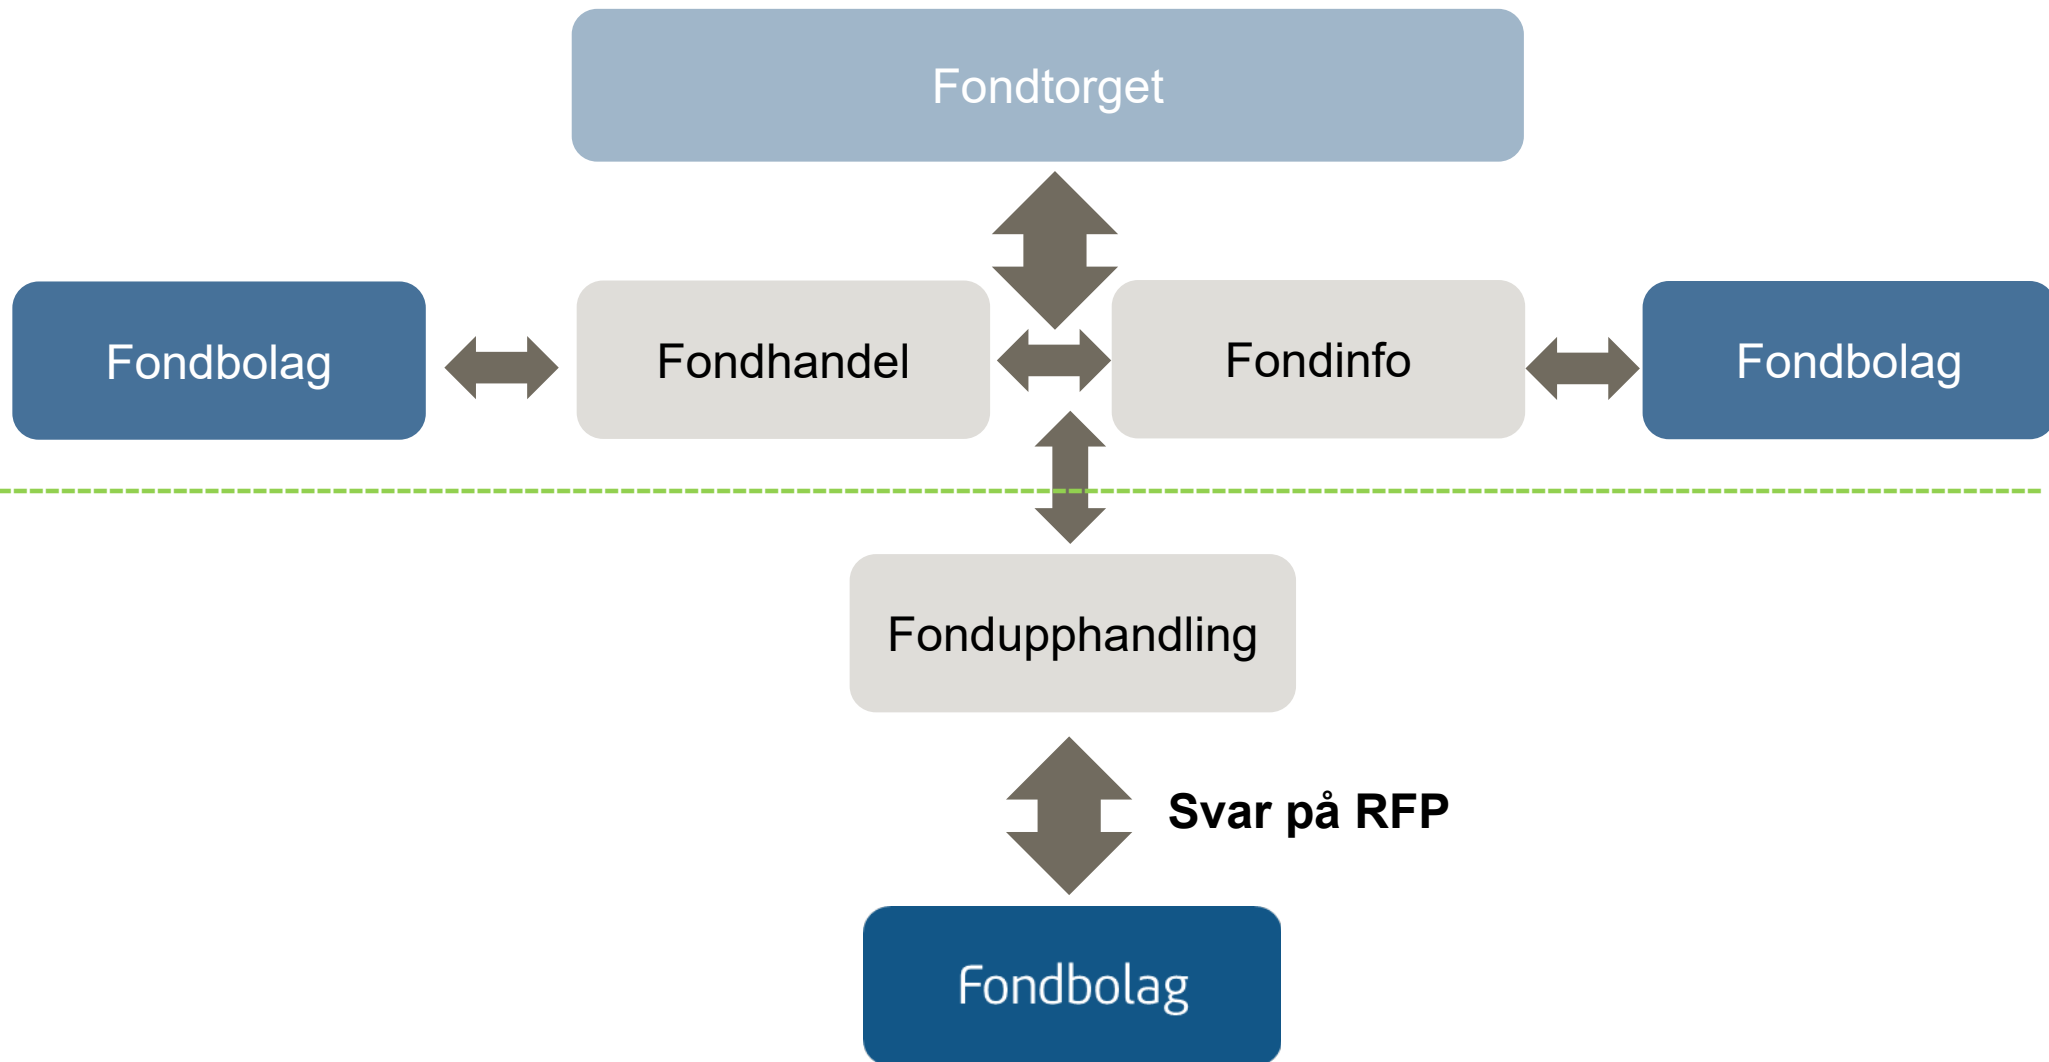 Fondtorget
Fondbolag
Fondhandel
Fondinfo
Fondbolag
Fondupphandling
Svar på RFP
Fondbolag